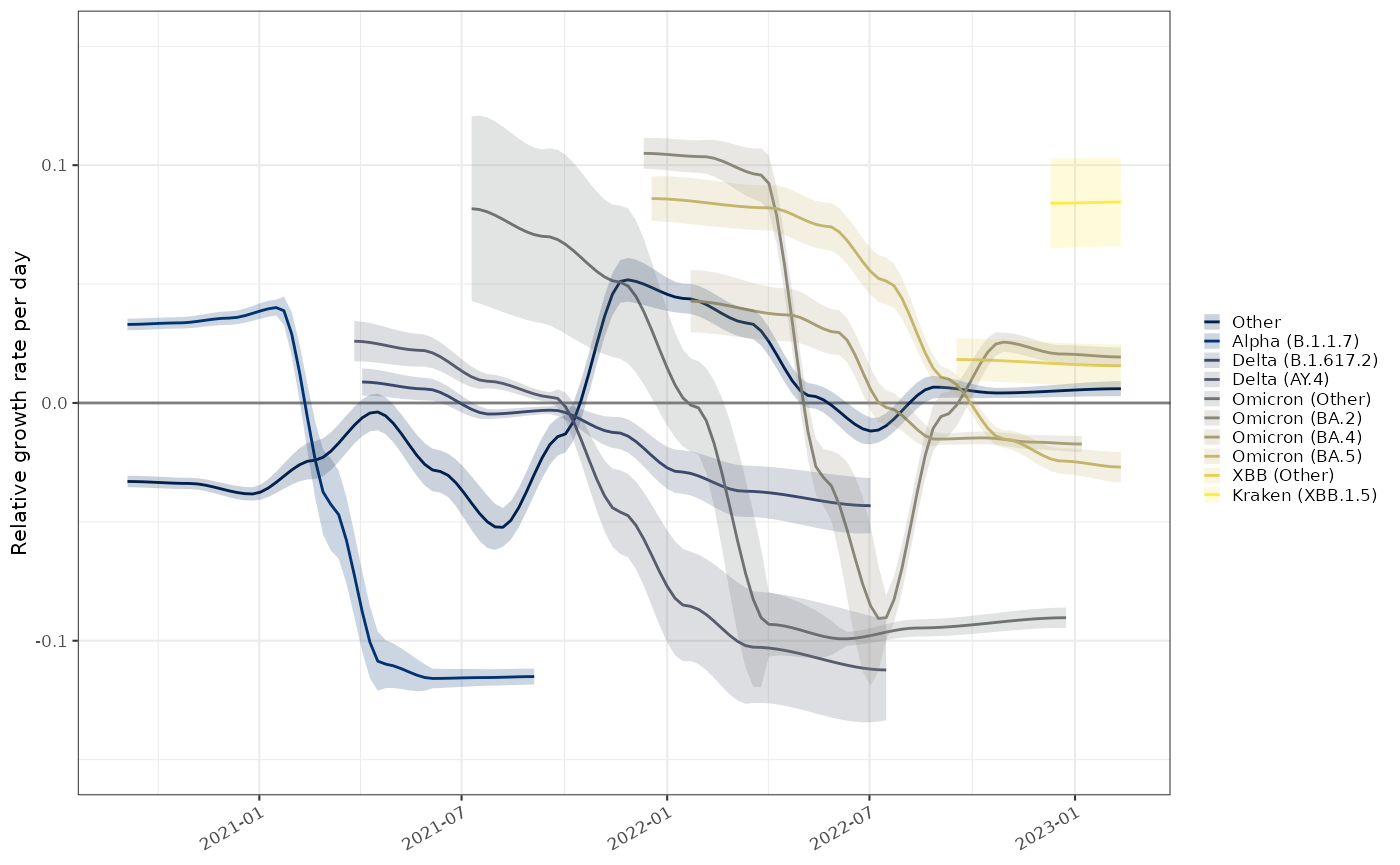 Relative growth rate per day
0.1
0.0
-0.1
2021-01
2021-07
2022-01
2022-07
2023-01
Other
Alpha (B.1.1.7)
Delta (B.1.617.2)
Delta (AY.4)
Omicron (Other)
Omicron (BA.2)
Omicron (BA.4)
Omicron (BA.5)
XBB (Other)
Kraken (XBB.1.5)